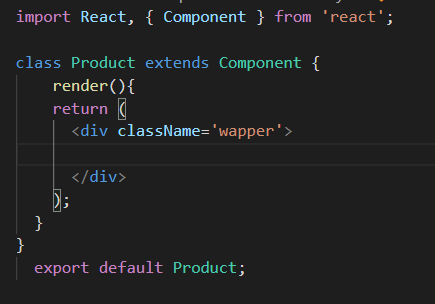 import React, { Component } from 'react';
class Product extends Component {
render(){
return (
<div className='wapper'>
</div>
);
}
}
export default Product;